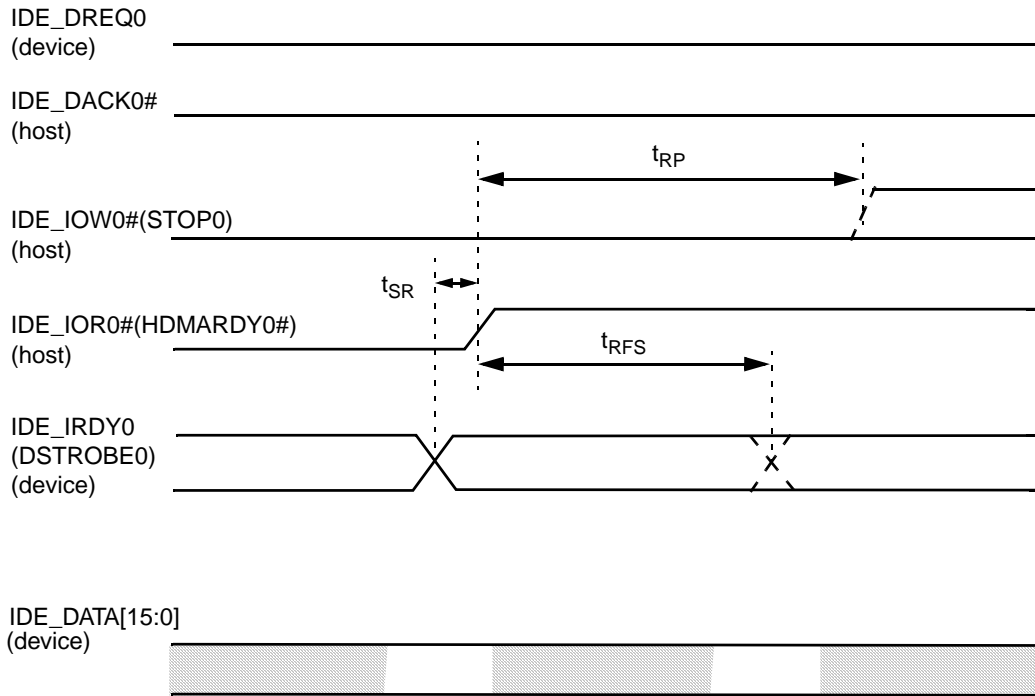 IDE_DREQ0
(device)
IDE_DACK0#
(host)
tRP
IDE_IOW0#(STOP0)
(host)
tSR
IDE_IOR0#(HDMARDY0#)
(host)
tRFS
IDE_IRDY0
(DSTROBE0)
(device)
IDE_DATA[15:0]
(device)